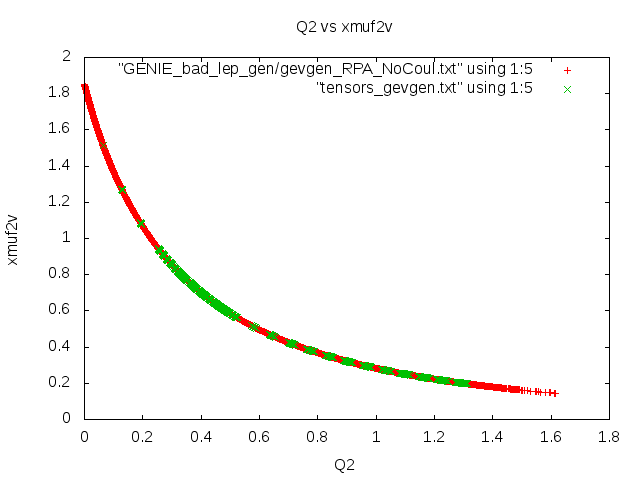 Q2 vs xmuf2v
"GENIE_bad_lep_gen/gevgen_RPA_NoCoul.txt" using 1:5
"tensors_gevgen.txt" using 1:5
2
1.8
1.6
1.4
1.2
1
0.8
0.6
0.4
0.2
0
xmuf2v
0 0.2 0.4 0.6 0.8 1 1.2 1.4 1.6 1.8
Q2